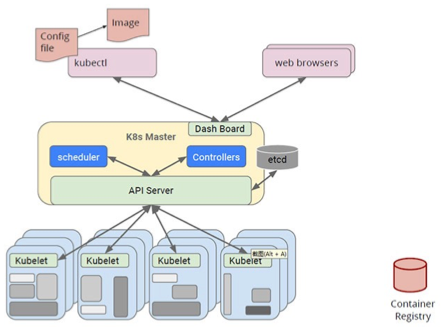 Image
Config
file
kubectl
web browsers
Dash Board
K8s Master
scheduler
Controllers
etcd
API Server
Kubelet
Kubelet
Kubelet
Kubelet
截图(Alt + A)
Container
Registry